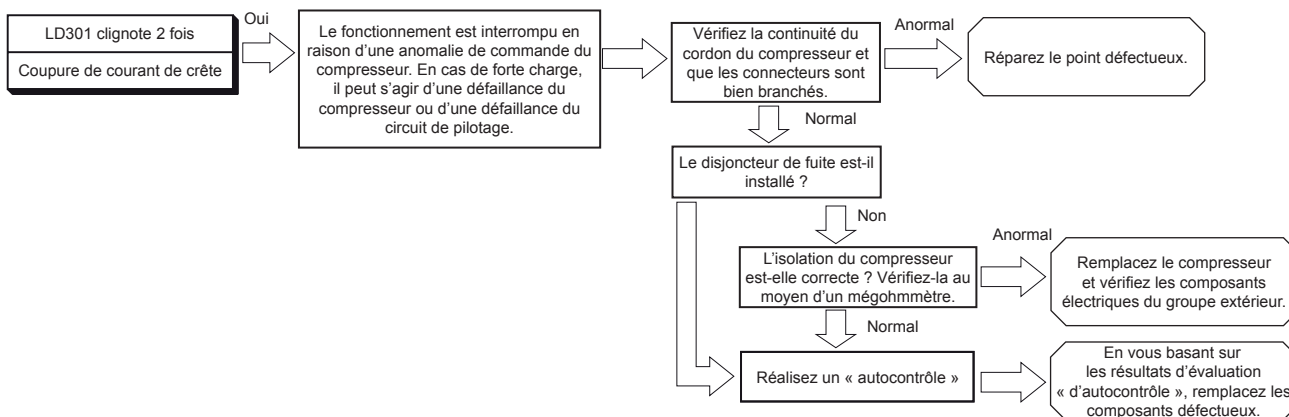 LD301 clignote 2 fois
Coupure de courant de crête
Oui
Le fonctionnement est interrompu en
raison d’une anomalie de commande du
compresseur. En cas de forte charge,
il peut s’agir d’une défaillance du
compresseur ou d’une défaillance du
circuit de pilotage.
Vérifiez la continuité du
cordon du compresseur et
que les connecteurs sont
bien branchés.
Anormal
Réparez le point défectueux.
Normal
Le disjoncteur de fuite est-il
installé ?
Non
L’isolation du compresseur
est-elle correcte ? Vérifiez-la au
moyen d’un mégohmmètre.
Anormal
Remplacez le compresseur
et vérifiez les composants
électriques du groupe extérieur.
Normal
Réalisez un « autocontrôle »
En vous basant sur
les résultats d’évaluation
« d’autocontrôle », remplacez les
composants défectueux.